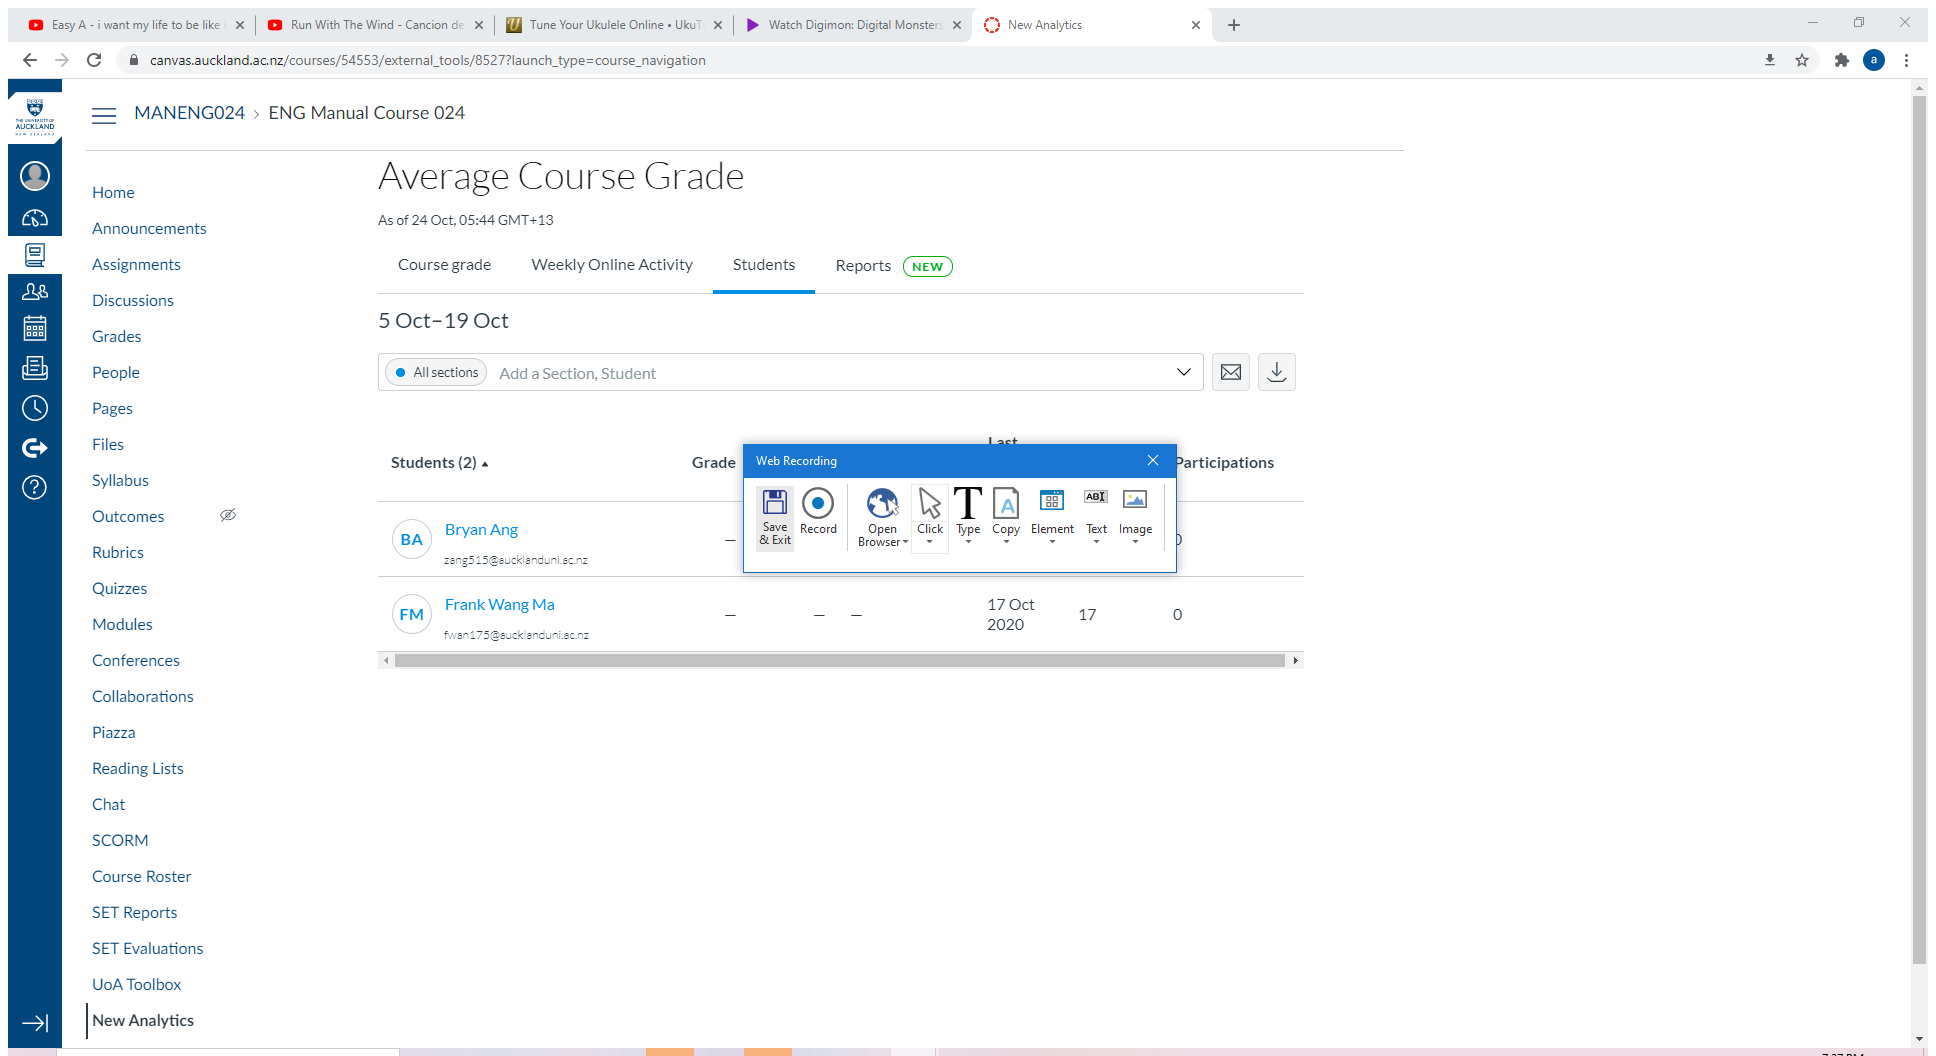 Easy A - i want my life to be like
Run With The Wind - Cancion de
Tune Your Ukulele Online • UkuT
Watch Digimon: Digital Monsters
New Analytics
canvas.auckland.ac.nz/courses/54553/external_tools/8527?launch_type=course_navigation
a
THE UNIVERSITY OF
AUCKLAND
NEW ZEALAND
MANENG024 > ENG Manual Course 024
Average Course Grade
As of 24 Oct, 05:44 GMT+13
Course grade
Weekly Online Activity
Students
Reports
NEW
5 Oct–19 Oct
All sections
Add a Section, Student
Students (2)
Grade
Last
Participations
BA
Bryan Ang
zang515@aucklanduni.ac.nz
—
0
FM
Frank Wang Ma
fwan175@aucklanduni.ac.nz
— — —
17 Oct
2020
17
0
Web Recording
Save
& Exit
Record
Open
Browser
Click
Type
Copy
Element
Text
Image
T
A
ABI
Home
Announcements
Assignments
Discussions
Grades
People
Pages
Files
Syllabus
Outcomes
Rubrics
Quizzes
Modules
Conferences
Collaborations
Piazza
Reading Lists
Chat
SCORM
Course Roster
SET Reports
SET Evaluations
UoA Toolbox
New Analytics